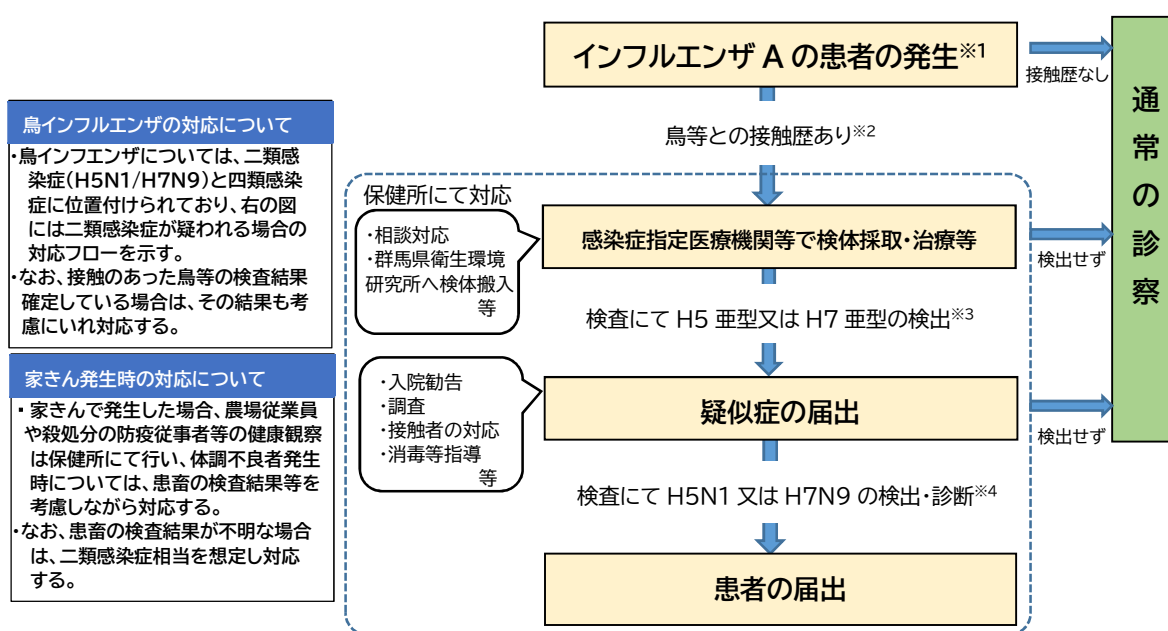 インフルエンザ A の患者の発生※1
接触歴なし
通常の診察
鳥等との接触歴あり※2
鳥インフルエンザの対応について
・鳥インフエンザについては、二類感
染症(H5N1/H7N9)と四類感染
症に位置付けられており、右の図
には二類感染症が疑われる場合の
対応フローを示す。
・なお、接触のあった鳥等の検査結果
確定している場合は、その結果も考
慮にいれ対応する。
家きん発生時の対応について
・家きんで発生した場合、農場従業員
や殺処分の防疫従事者等の健康観察
は保健所にて行い、体調不良者発生
時については、患畜の検査結果等を
考慮しながら対応する。
・なお、患畜の検査結果が不明な場合
は、二類感染症相当を想定し対応
する。
保健所にて対応
・相談対応
・群馬県衛生環境
研究所へ検体搬入
等
感染症指定医療機関等で検体採取・治療等
検出せず
検査にて H5 亜型又は H7 亜型の検出※3
・入院勧告
・調査
・接触者の対応
・消毒等指導
等
疑似症の届出
検出せず
検査にて H5N1 又は H7N9 の検出・診断※4
患者の届出